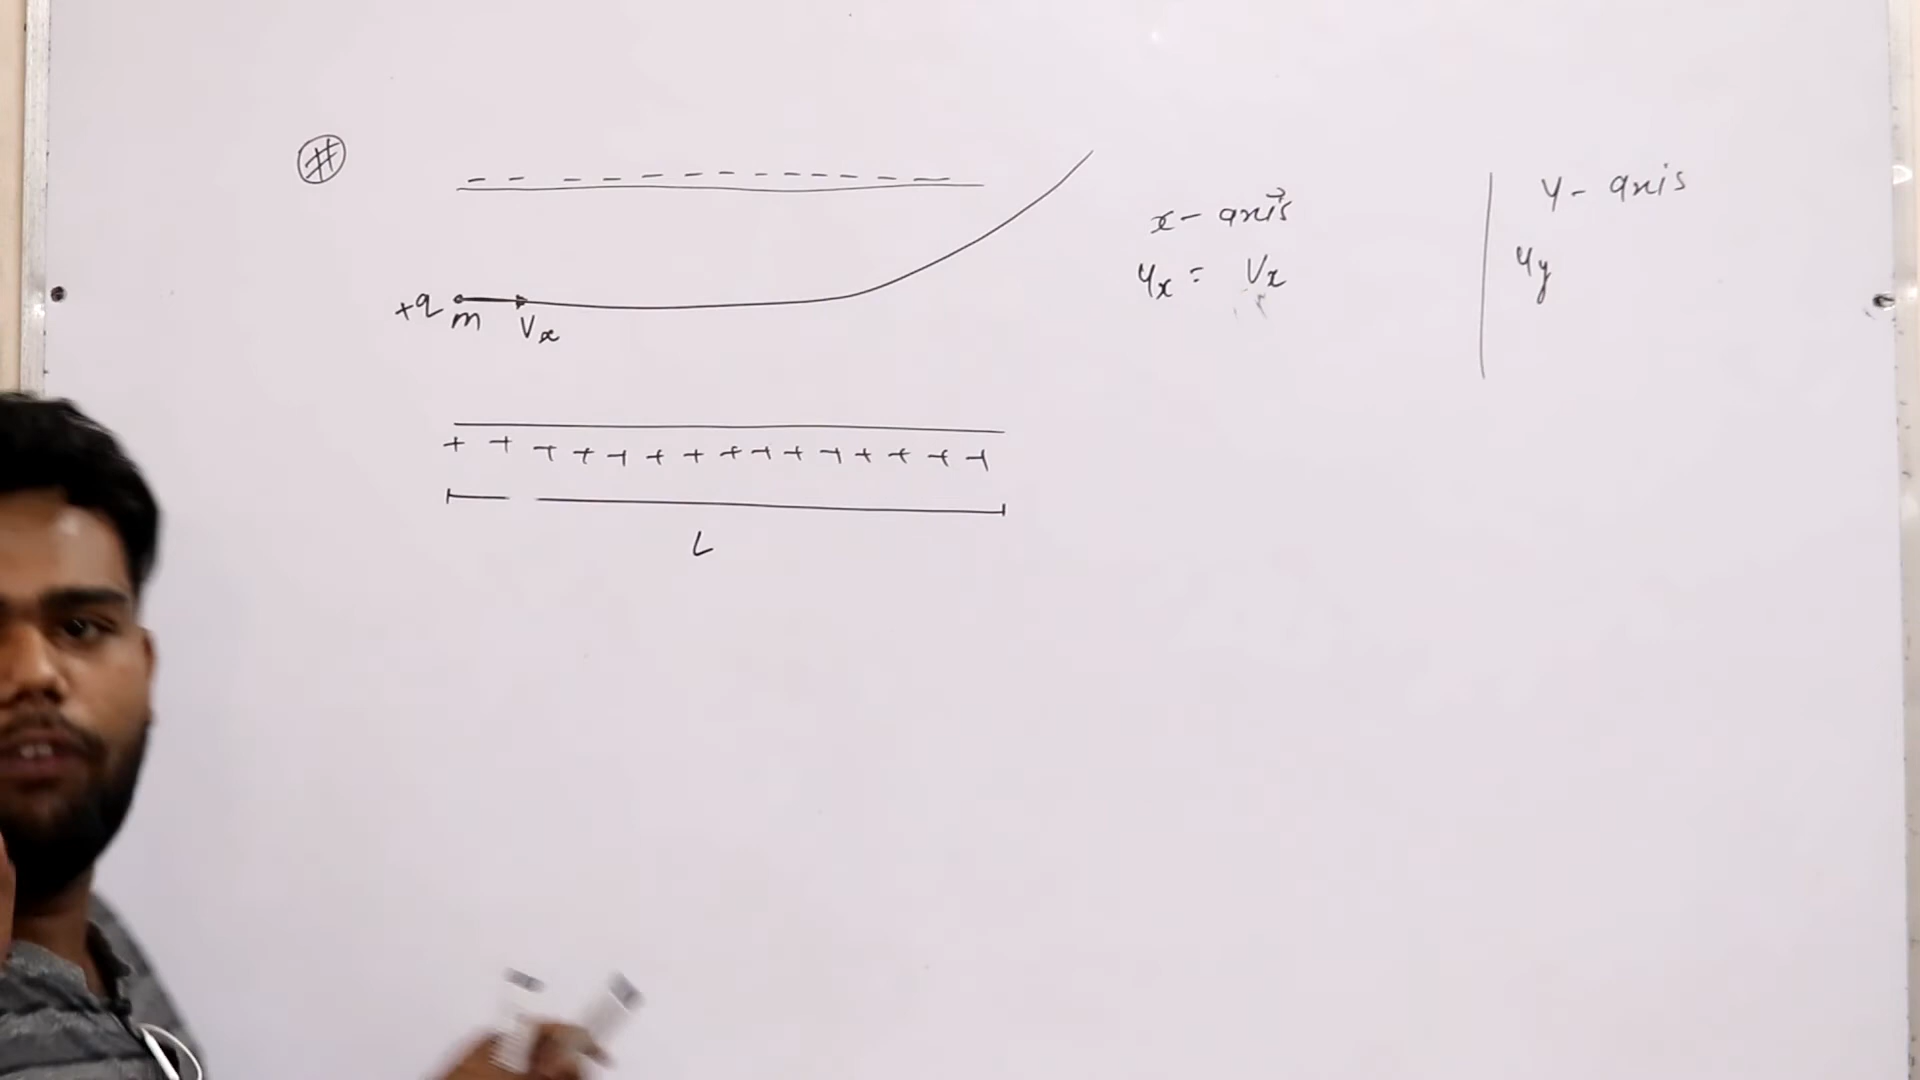 #
- - - - - - - - - - - - -
+q m Vx
+ + + + + + + + + + + + + + +
L
x - axis
ux = Vx
y - axis
uy